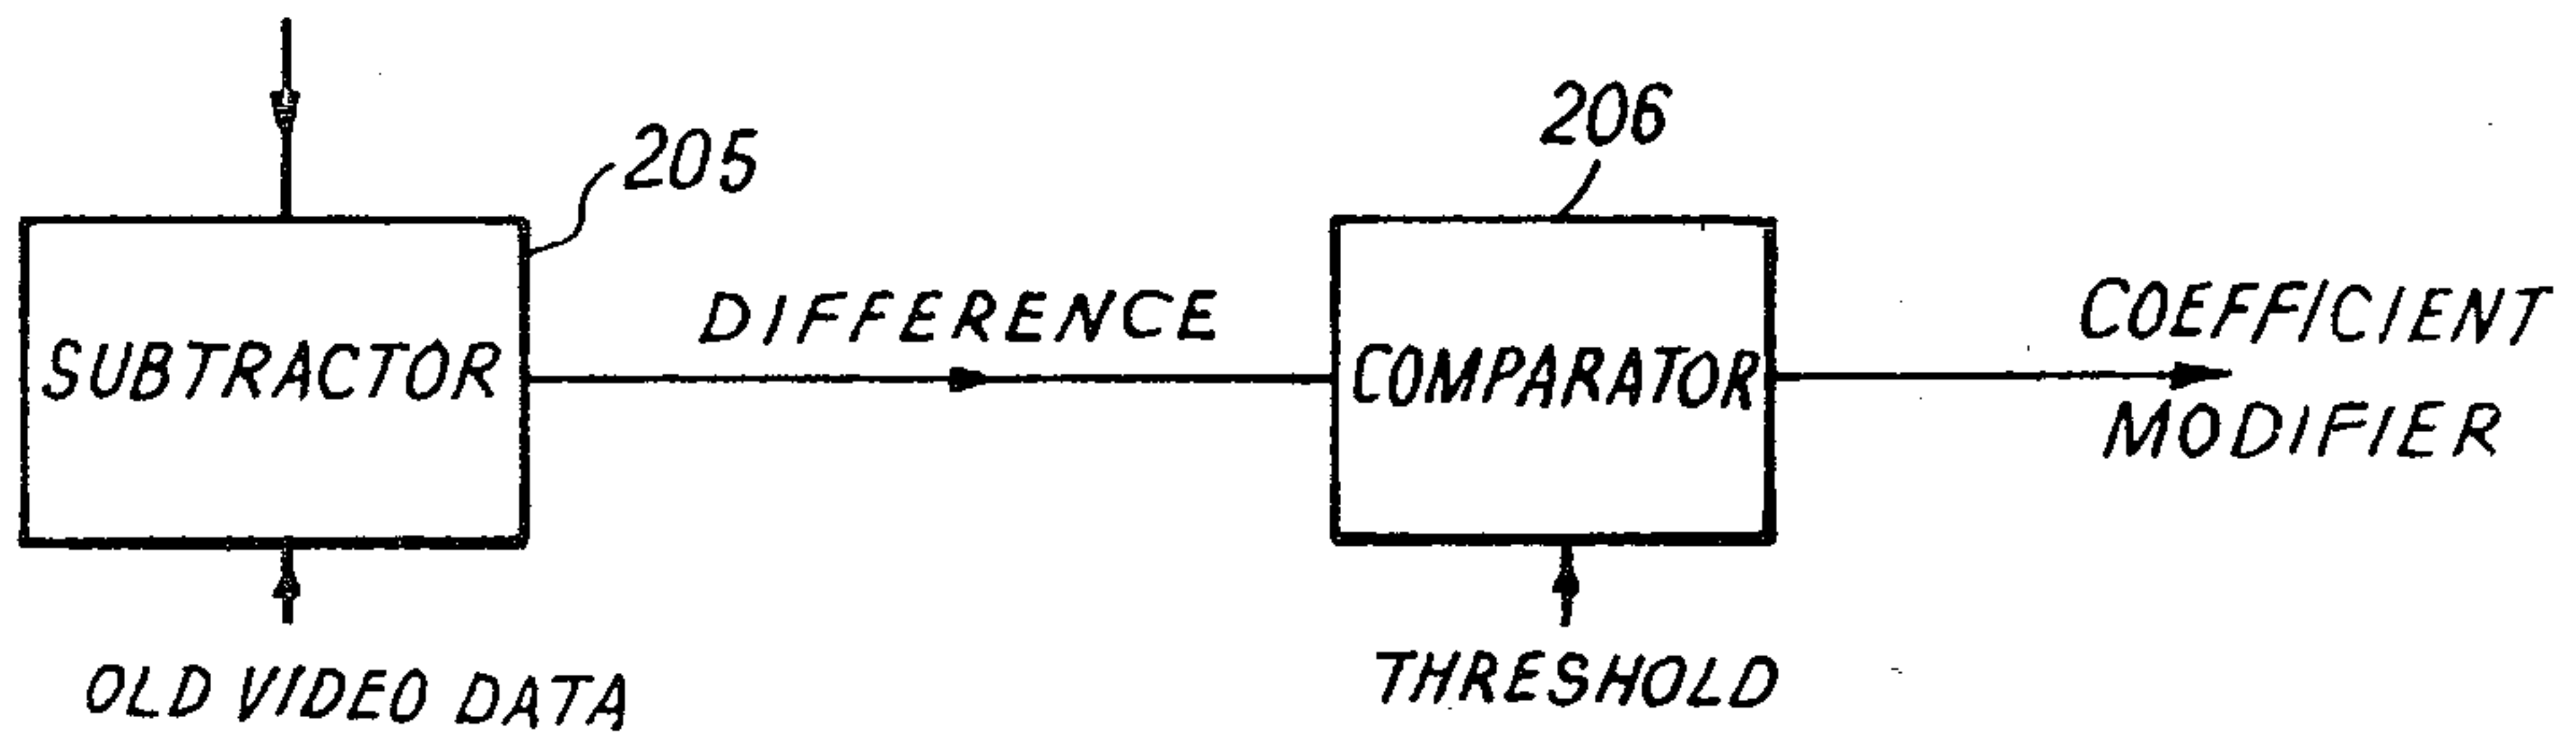 205
206
SUBTRACTOR
DIFFERENCE
COMPARATOR
COEFFICIENT
MODIFIER
OLD VIDEO DATA
THRESHOLD